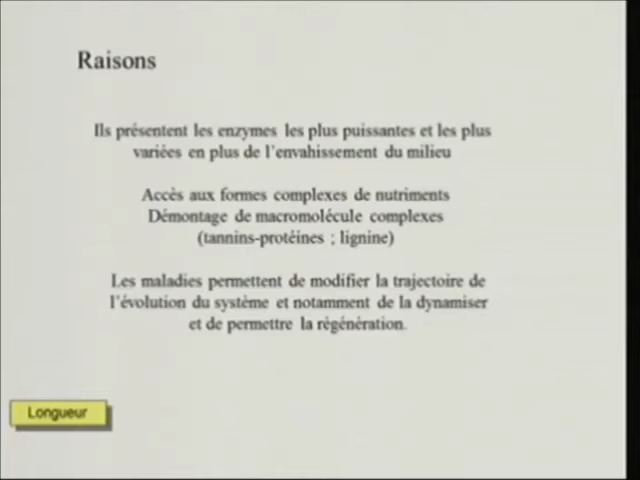 Raisons
Ils présentent les enzymes les plus puissantes et les plus
variées en plus de l'envahissement du milieu
Accès aux formes complexes de nutriments
Démontage de macromolécule complexes
(tannins-protéines ; lignine)
Les maladies permettent de modifier la trajectoire de
l'évolution du système et notamment de la dynamiser
et de permettre la régénération.
Longueur